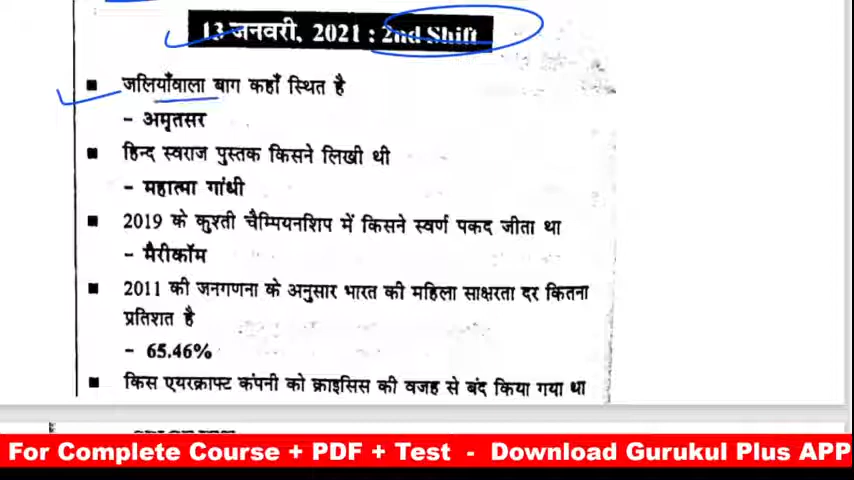 13 जनवरी, 2021 : 2nd Shift
■ जलियाँवाला बाग कहाँ स्थित है
- अमृतसर
■ हिन्द स्वराज पुस्तक किसने लिखी थी
- महात्मा गांधी
■ 2019 के कुश्ती चैम्पियनशिप में किसने स्वर्ण पकद जीता था
- मैरीकॉम
■ 2011 की जनगणना के अनुसार भारत की महिला साक्षरता दर कितना
प्रतिशत है
- 65.46%
■ किस एयरक्राफ्ट कंपनी को क्राइसिस की वजह से बंद किया गया था
For Complete Course + PDF + Test - Download Gurukul Plus APP